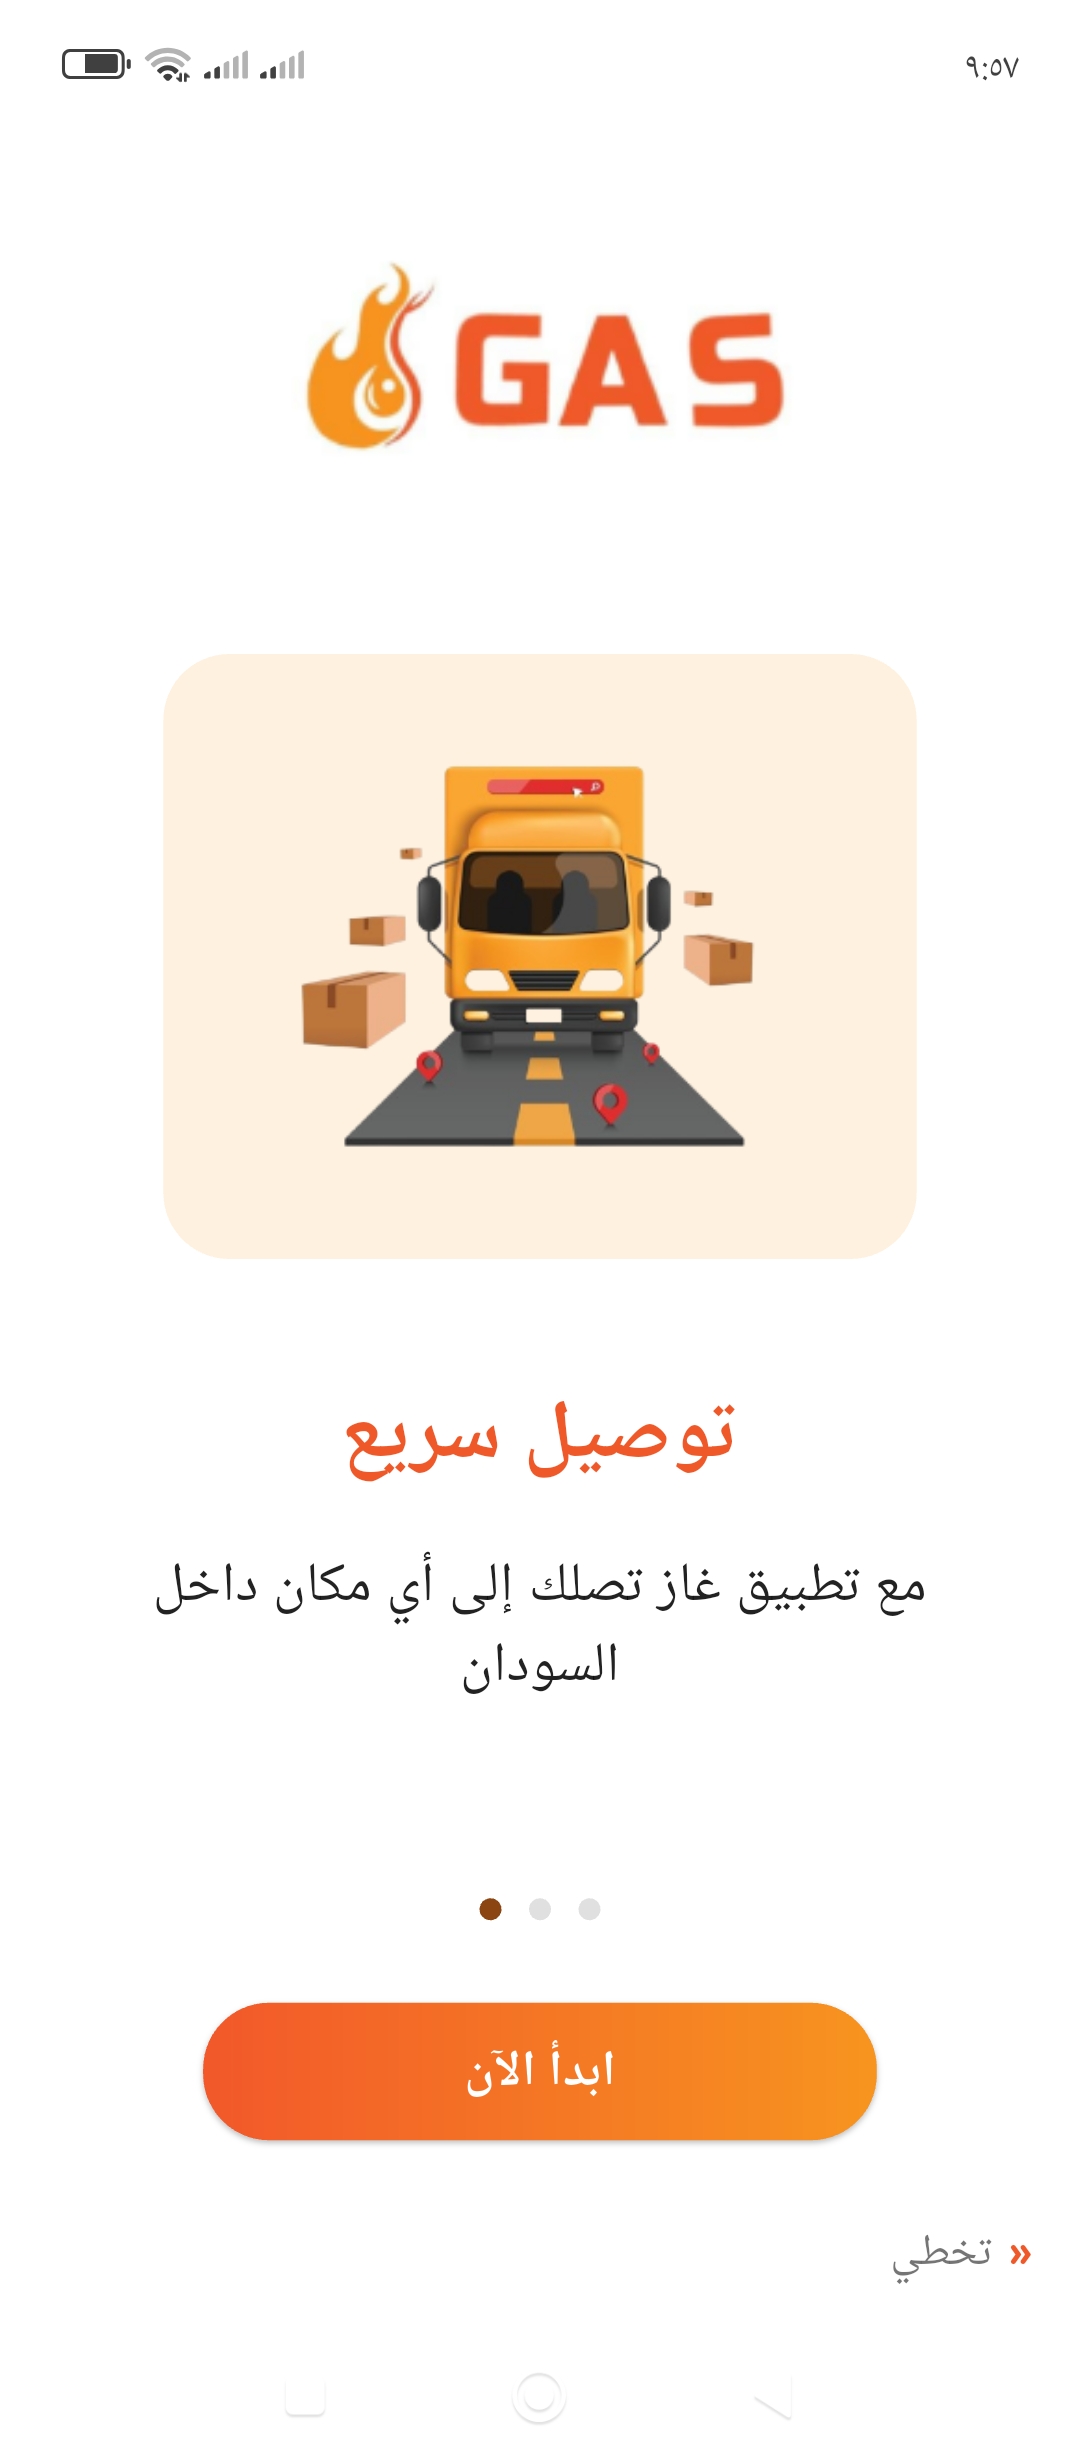 ٩:٥٧
GAS
توصيل سريع
مع تطبيق غاز تصلك إلى أي مكان داخل
السودان
ابدأ الآن
تخطي